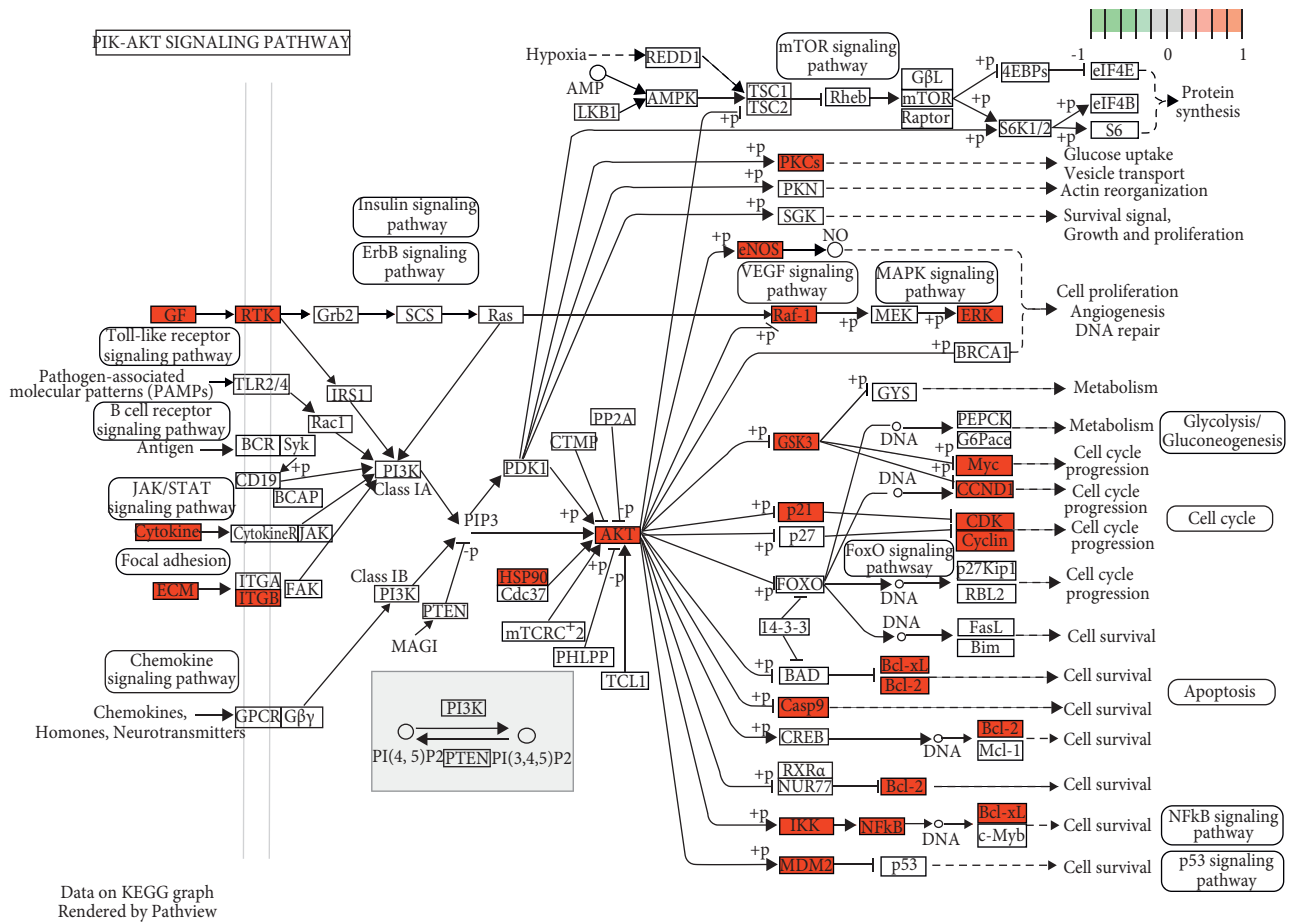 PIK-AKT SIGNALING PATHWAY
-1
0
1
Hypoxia
REDD1
mTOR signaling
pathway
AMP
LKB1
AMPK
TSC1
TSC2
+p
Rheb
GβL
mTOR
Raptor
+p
4EBPs
eIF4E
+p
S6K1/2
+p
+p
eIF4B
+p
S6
Protein
synthesis
+p
PKCs
Glucose uptake
Vesicle transport
+p
PKN
Actin reorganization
+p
SGK
Survival signal,
Growth and proliferation
Insulin signaling
pathway
ErbB signaling
pathway
+p
eNOS
NO
VEGF signaling
pathway
MAPK signaling
pathway
Cell proliferation
Angiogenesis
DNA repair
GF
RTK
Grb2
SCS
Ras
Raf-1
+p
+p
MEK
+p
ERK
+p
BRCA1
Toll-like receptor
signaling pathway
Pathogen-associated
molecular patterns (PAMPs)
TLR2/4
IRS1
Rac1
B cell receptor
signaling pathway
Antigen
BCR
Syk
+p
CD19
BCAP
PI3K
Class IA
PDK1
CTMP
PP2A
+p
-p
+p
GYS
Metabolism
+p
GSK3
DNA
PEPCK
G6Pace
Metabolism
Glycolysis/
Gluconeogenesis
+p
+p
Myc
Cell cycle
progression
DNA
CCND1
Cell cycle
progression
JAK/STAT
signaling pathway
Cytokine
CytokineR
JAK
PIP3
-p
AKT
+p
p21
+p
p27
CDK
Cyclin
Cell cycle
progression
Cell cycle
Focal adhesion
ECM
ITGA
ITGB
FAK
Class IB
PI3K
PTEN
MAGI
HSP90
Cdc37
+p
-p
mTCRC+2
PHLPP
TCL1
FoxO signaling
pathwsay
+p
FOXO
DNA
p27Kip1
RBL2
Cell cycle
progression
14-3-3
DNA
FasL
Bim
Cell survival
Chemokine
signaling pathway
Chemokines,
Homones, Neurotransmitters
GPCR
Gβγ
PI3K
PI(4, 5)P2
PTEN
PI(3,4,5)P2
+p
BAD
Bcl-xL
Bcl-2
Cell survival
Apoptosis
+p
Casp9
Cell survival
+p
CREB
DNA
Bcl-2
Mcl-1
Cell survival
+p
RXRα
NUR77
Bcl-2
Cell survival
+p
IKK
NFkB
DNA
Bcl-xL
c-Myb
Cell survival
NFkB signaling
pathway
+p
MDM2
p53
Cell survival
p53 signaling
pathway
Data on KEGG graph
Rendered by Pathview